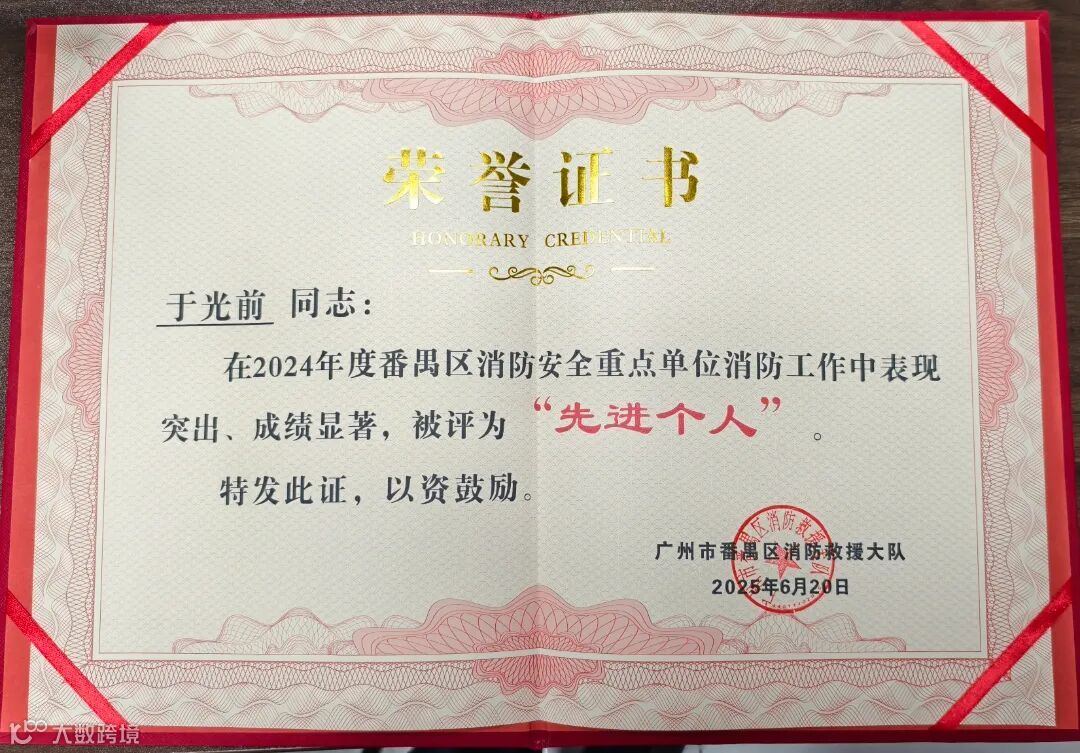 荣誉证书
HONORARY CREDENTIAL
于光前 同志：
在2024年度番禺区消防安全重点单位消防工作中表现
突出、成绩显著，被评为 “先进个人” 。
特发此证，以资鼓励。
广州市番禺区消防救援大队
2025年6月20日
大数跨境